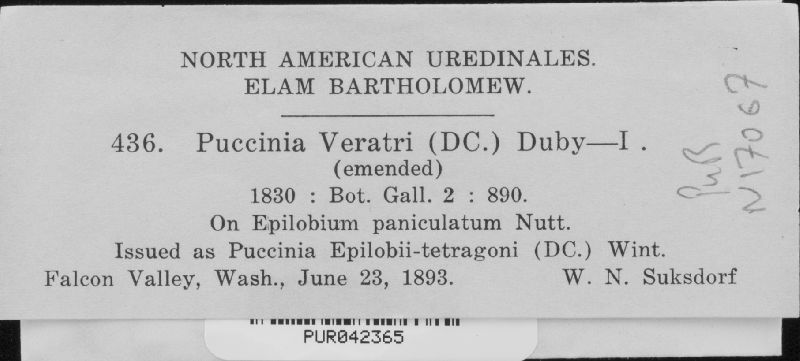 NORTH AMERICAN UREDINALES.
ELAM BARTHOLOMEW.
436. Puccinia Veratri (DC.) Duby—I .
(emended)
1830 : Bot. Gall. 2 : 890.
On Epilobium paniculatum Nutt.
Issued as Puccinia Epilobii-tetragoni (DC.) Wint.
Falcon Valley, Wash., June 23, 1893. W. N. Suksdorf
PUR
N17067
PUR042365